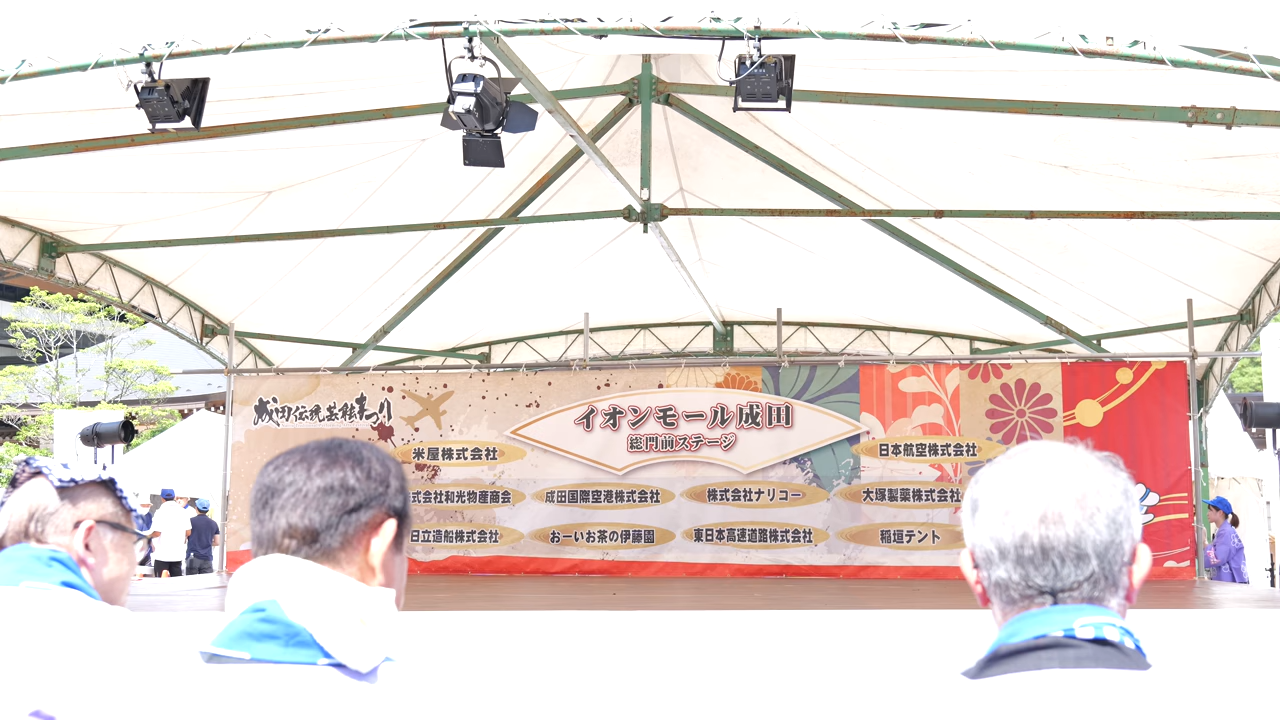 成田伝統芸能まつり
イオンモール成田
総門前ステージ
米屋株式会社
日本航空株式会社
式会社和光物産商会
成田国際空港株式会社
株式会社ナリコー
大塚製薬株式会社
日立造船株式会社
おーいお茶の伊藤園
東日本高速道路株式会社
稲垣テント